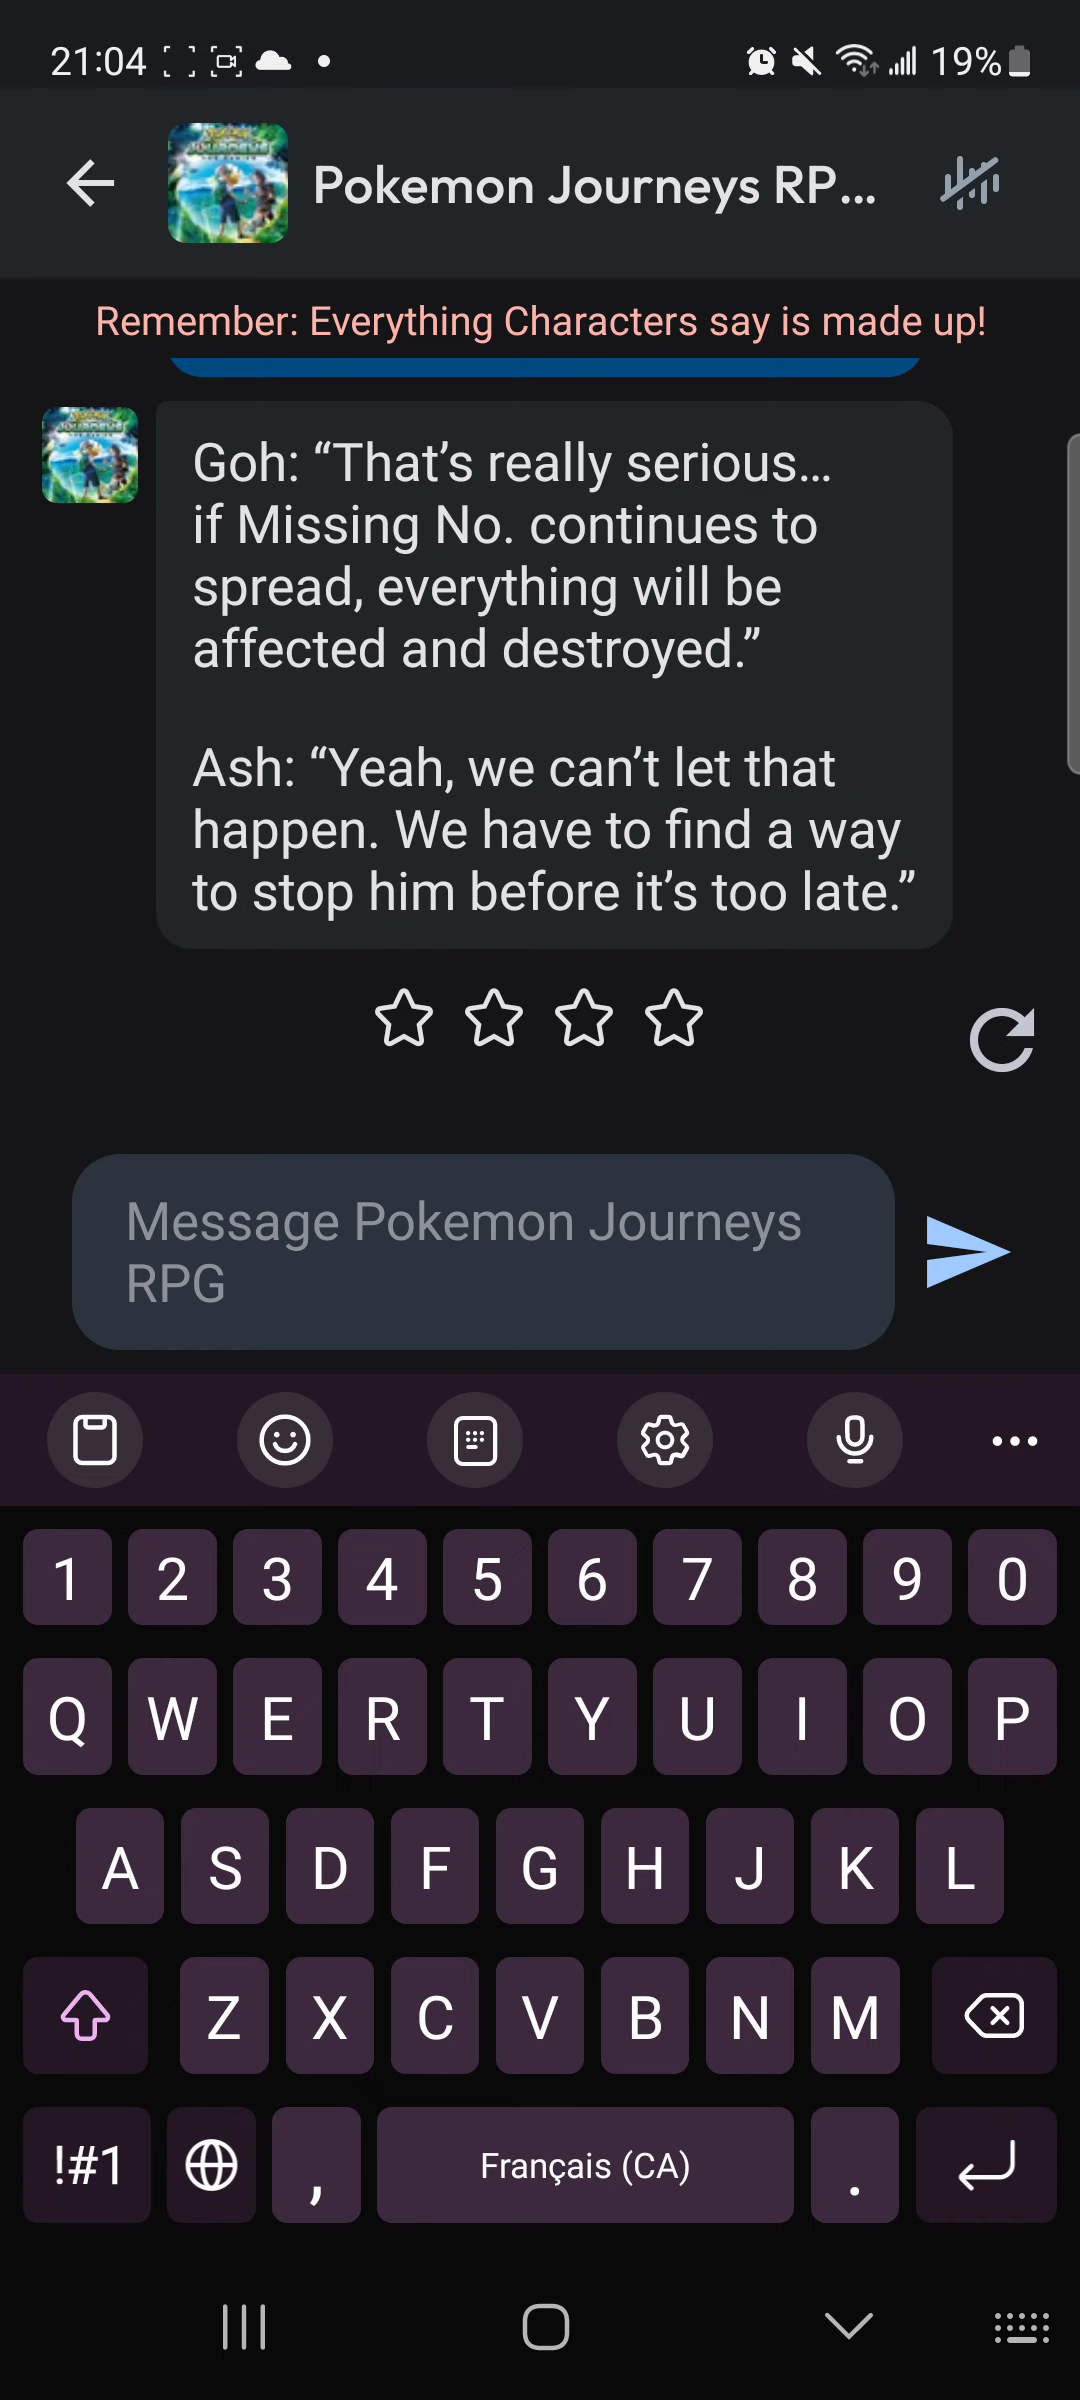 21:04
19%
Pokemon Journeys RP...
Remember: Everything Characters say is made up!
Goh: “That’s really serious...
if Missing No. continues to
spread, everything will be
affected and destroyed.”
Ash: “Yeah, we can’t let that
happen. We have to find a way
to stop him before it’s too late.”
Message Pokemon Journeys
RPG
1 2 3 4 5 6 7 8 9 0
Q W E R T Y U I O P
A S D F G H J K L
Z X C V B N M
!#1 , Français (CA) .